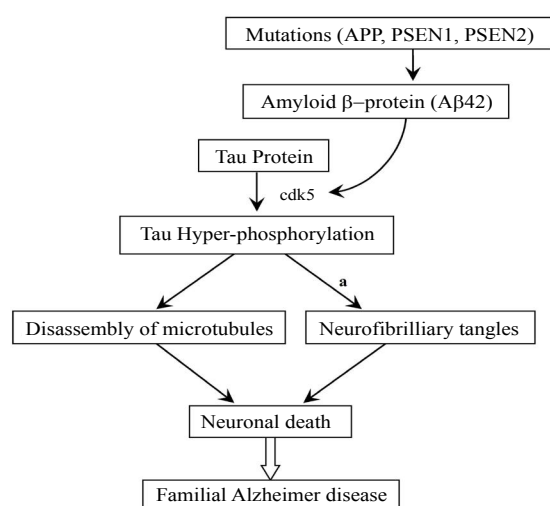 Mutations (APP, PSEN1, PSEN2)
Amyloid β–protein (Aβ42)
Tau Protein
cdk5
Tau Hyper-phosphorylation
a
Disassembly of microtubules
Neurofibrilliary tangles
Neuronal death
Familial Alzheimer disease